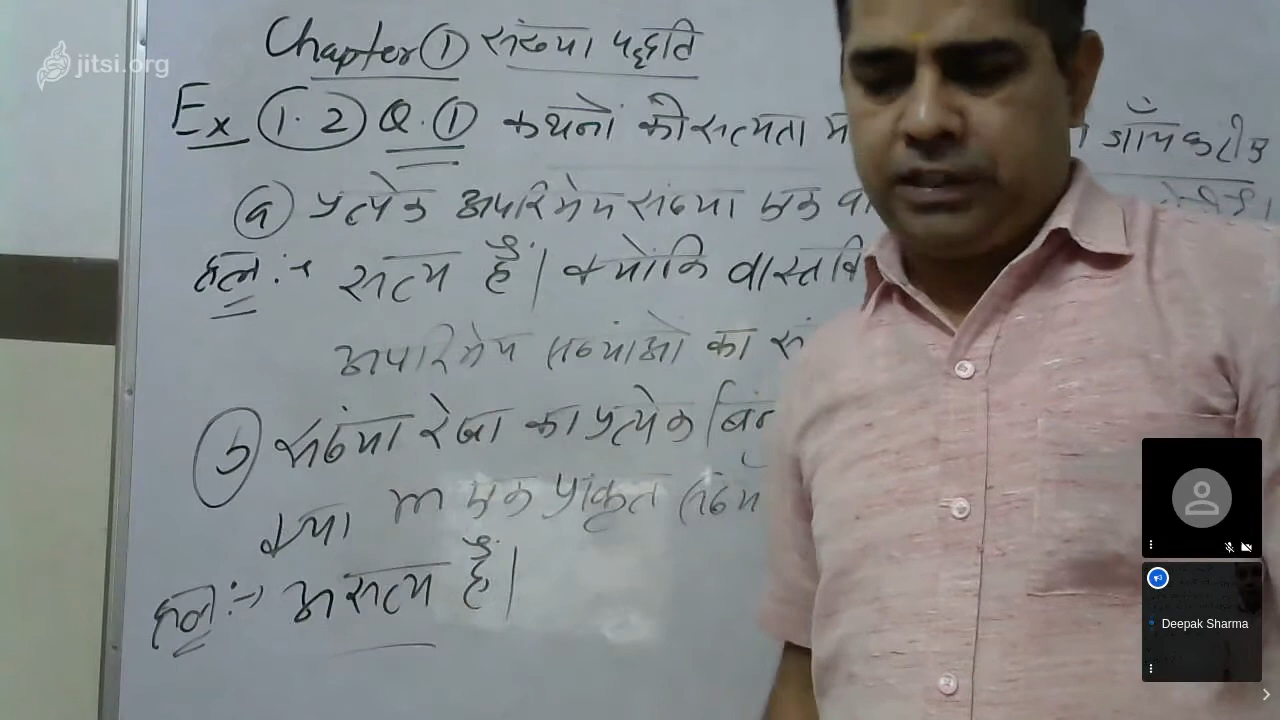 jitsi.org
Chapter ① संख्या पद्धति
Ex 1.2 Q.① कथनों की सत्यता जाँच कीजि
(a) प्रत्येक अपरिमेय संख्या एक वा
हल :→ सत्य है। क्योंकि वास्तवि
अपरिमेय संख्यांओ का सं
(b) संख्या रेखा का प्रत्येक बिंन
m एक प्राकृत संख्या
हल :→ असत्य है।
Deepak Sharma